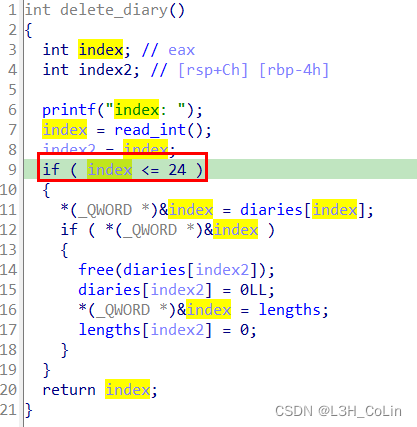 1 int delete_diary()
2 {
3 int index; // eax
4 int index2; // [rsp+Ch] [rbp-4h]
5
6 printf("index: ");
7 index = read_int();
8 index2 = index;
9 if ( index <= 24 )
10 {
11 *(_QWORD *)&index = diaries[index];
12 if ( *(_QWORD *)&index )
13 {
14 free(diaries[index2]);
15 diaries[index2] = 0LL;
16 *(_QWORD *)&index = lengths;
17 lengths[index2] = 0;
18 }
19 }
20 return index;
21 }
CSDN @L3H_CoLin